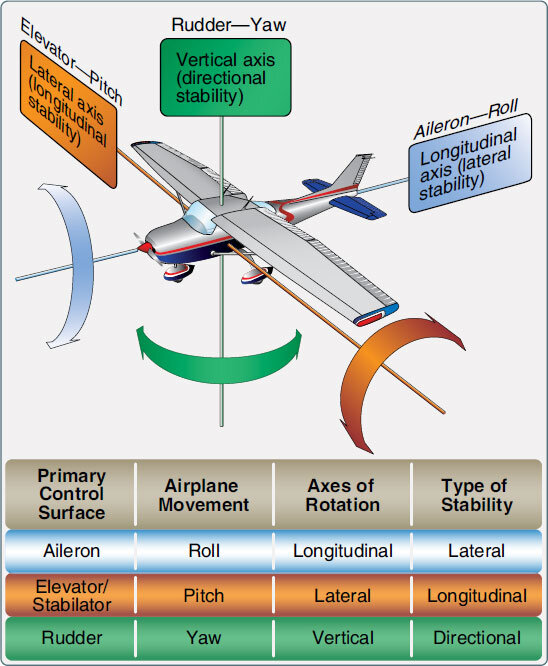 Rudder—Yaw
Elevator—Pitch
Vertical axis
(directional
stability)
Lateral axis
(longitudinal
stability)
Aileron—Roll
Longitudinal
axis (lateral
stability)
Primary
Control
Surface
Airplane
Movement
Axes of
Rotation
Type of
Stability
Aileron
Roll
Longitudinal
Lateral
Elevator/
Stabilator
Pitch
Lateral
Longitudinal
Rudder
Yaw
Vertical
Directional